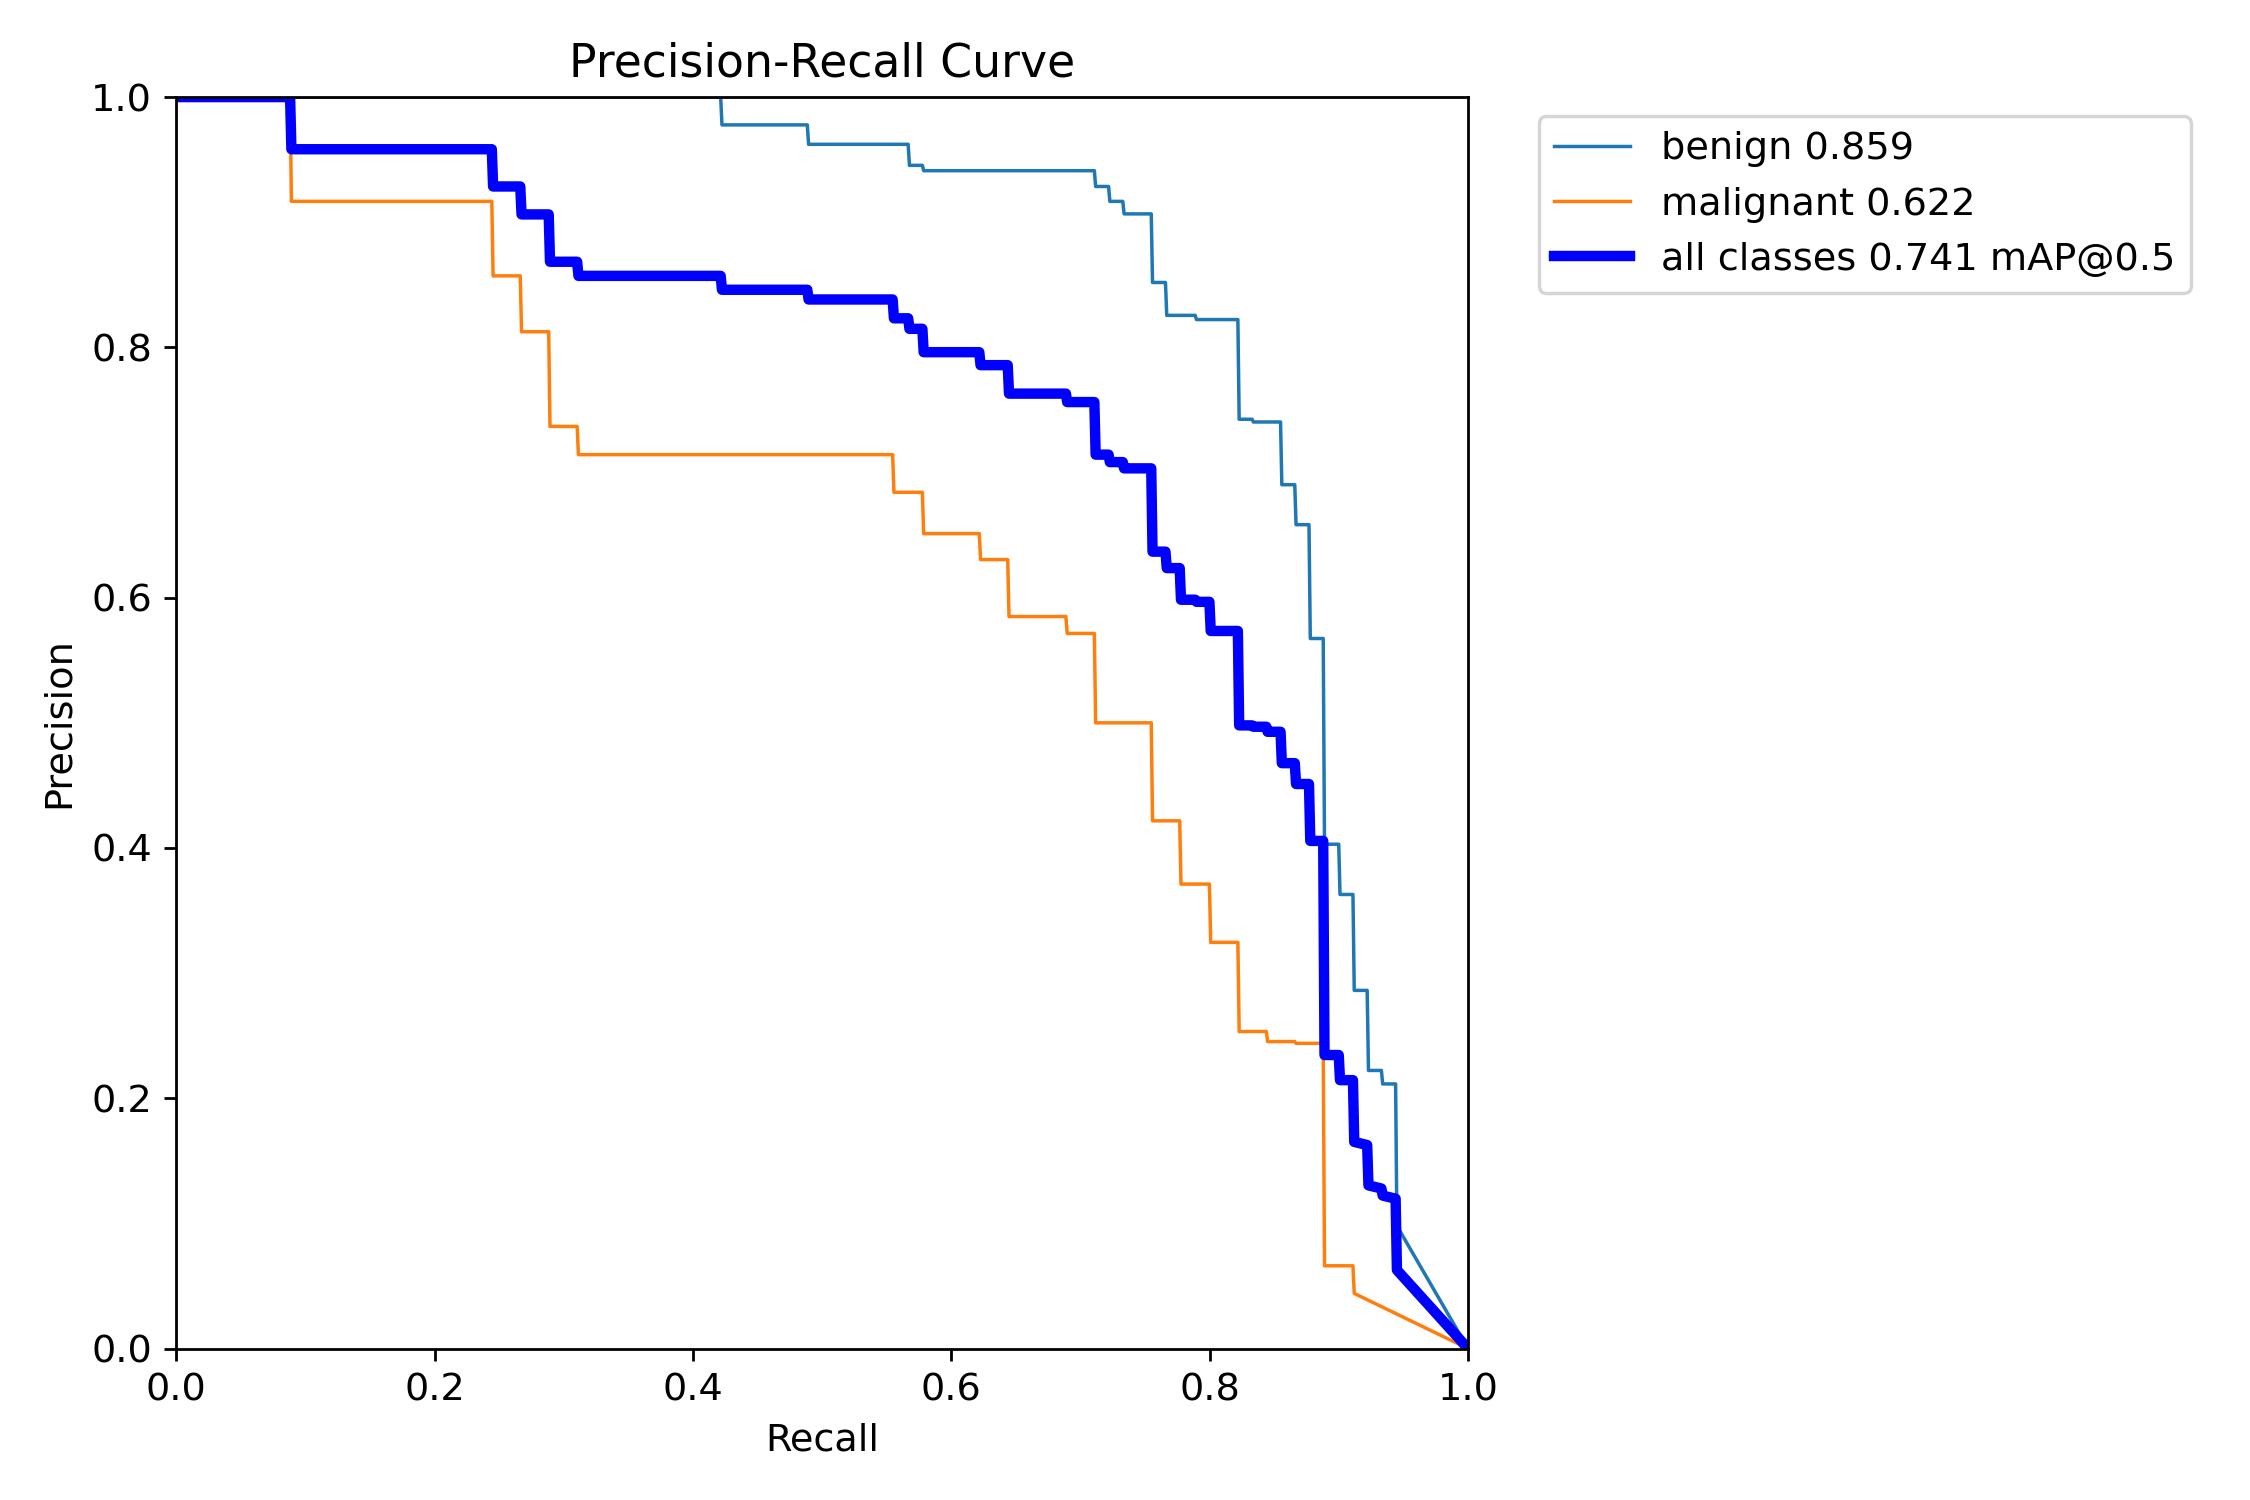 Precision-Recall Curve
benign 0.859
malignant 0.622
all classes 0.741 mAP@0.5
Precision
1.0
0.8
0.6
0.4
0.2
0.0
0.0 0.2 0.4 0.6 0.8 1.0
Recall